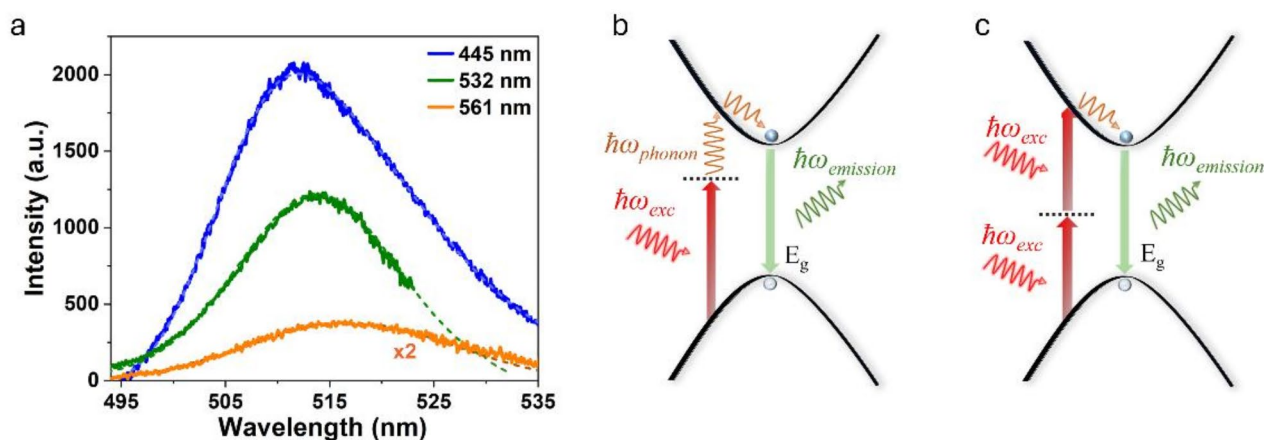 a
Intensity (a.u.)
2000
1500
1000
500
0
445 nm
532 nm
561 nm
x2
495 505 515 525 535
Wavelength (nm)
b
ħω_phonon
ħω_exc
ħω_emission
E_g
c
ħω_exc
ħω_exc
ħω_emission
E_g